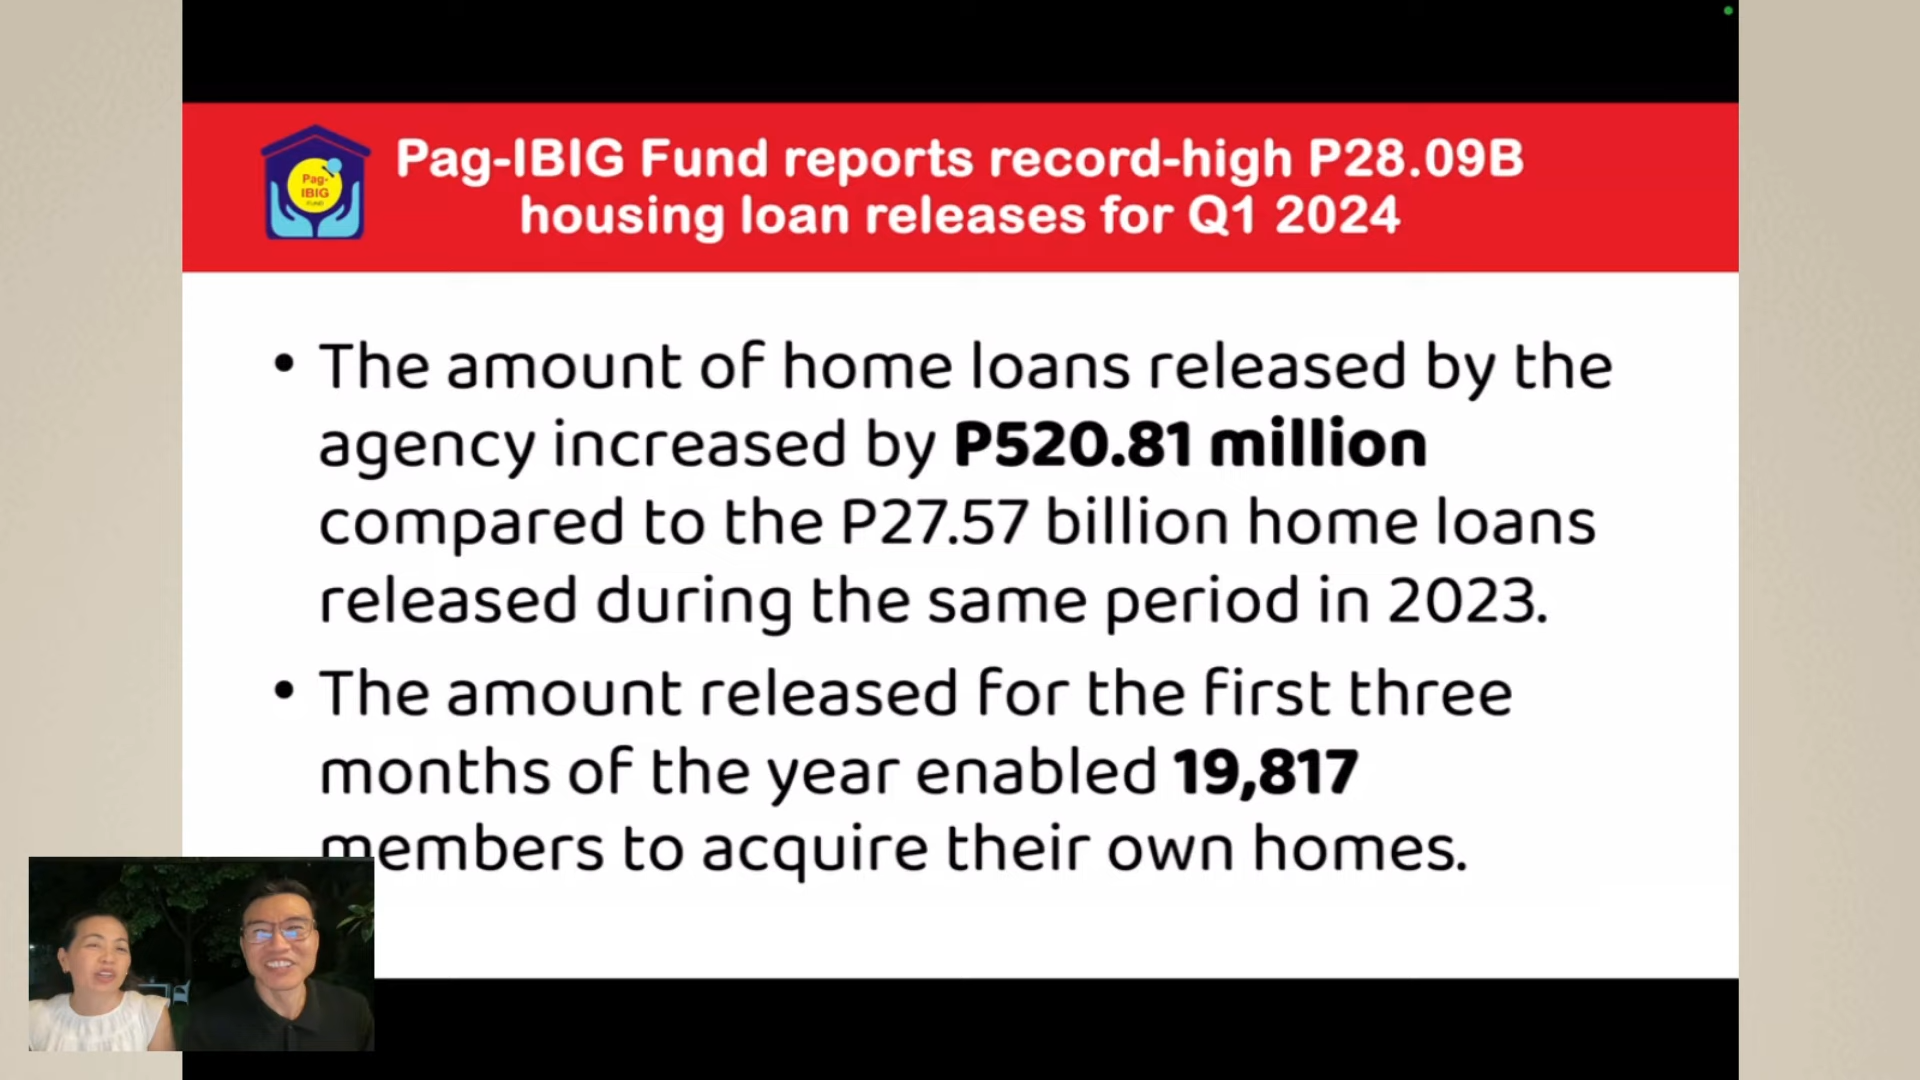 Pag-IBIG Fund reports record-high P28.09B
housing loan releases for Q1 2024
Pag-
IBIG
FUND
• The amount of home loans released by the
agency increased by P520.81 million
compared to the P27.57 billion home loans
released during the same period in 2023.
• The amount released for the first three
months of the year enabled 19,817
members to acquire their own homes.